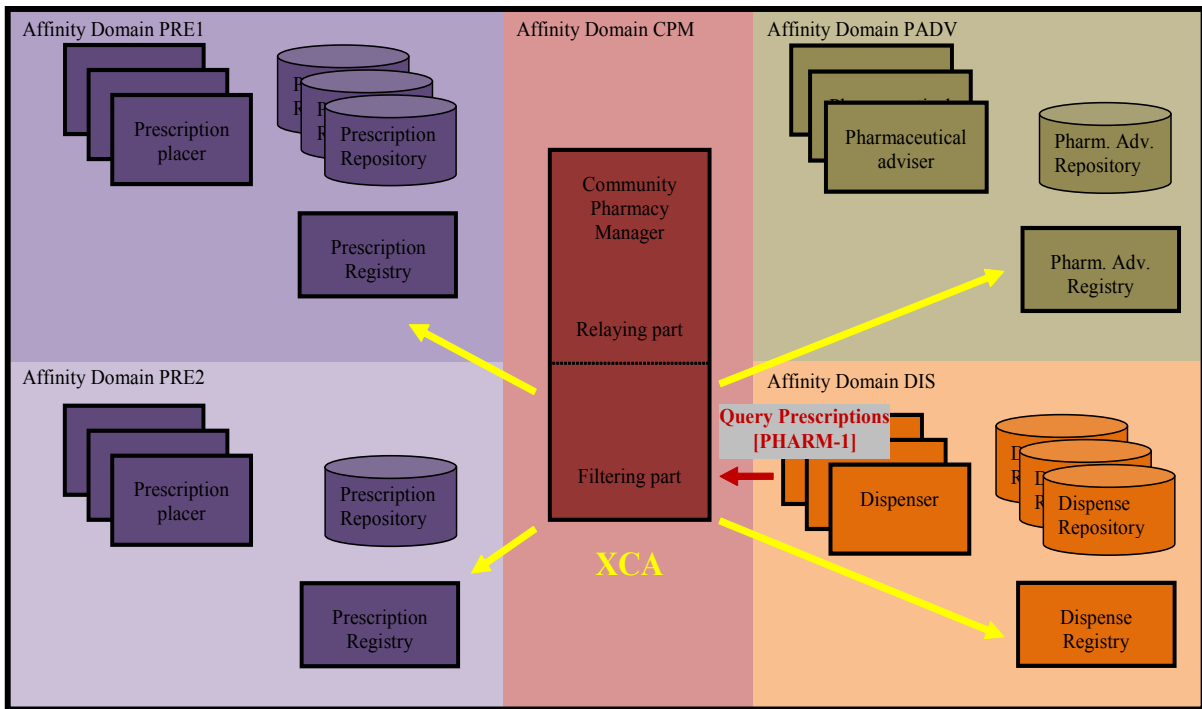 Affinity Domain PRE1
Prescription
placer
Prescription
Repository
Prescription
Registry
Affinity Domain CPM
Community
Pharmacy
Manager
Relaying part
Filtering part
XCA
Affinity Domain PADV
Pharmaceutical
adviser
Pharm. Adv.
Repository
Pharm. Adv.
Registry
Affinity Domain PRE2
Prescription
placer
Prescription
Repository
Prescription
Registry
Affinity Domain DIS
Query Prescriptions
[PHARM-1]
Dispenser
Dispense
Repository
Dispense
Registry